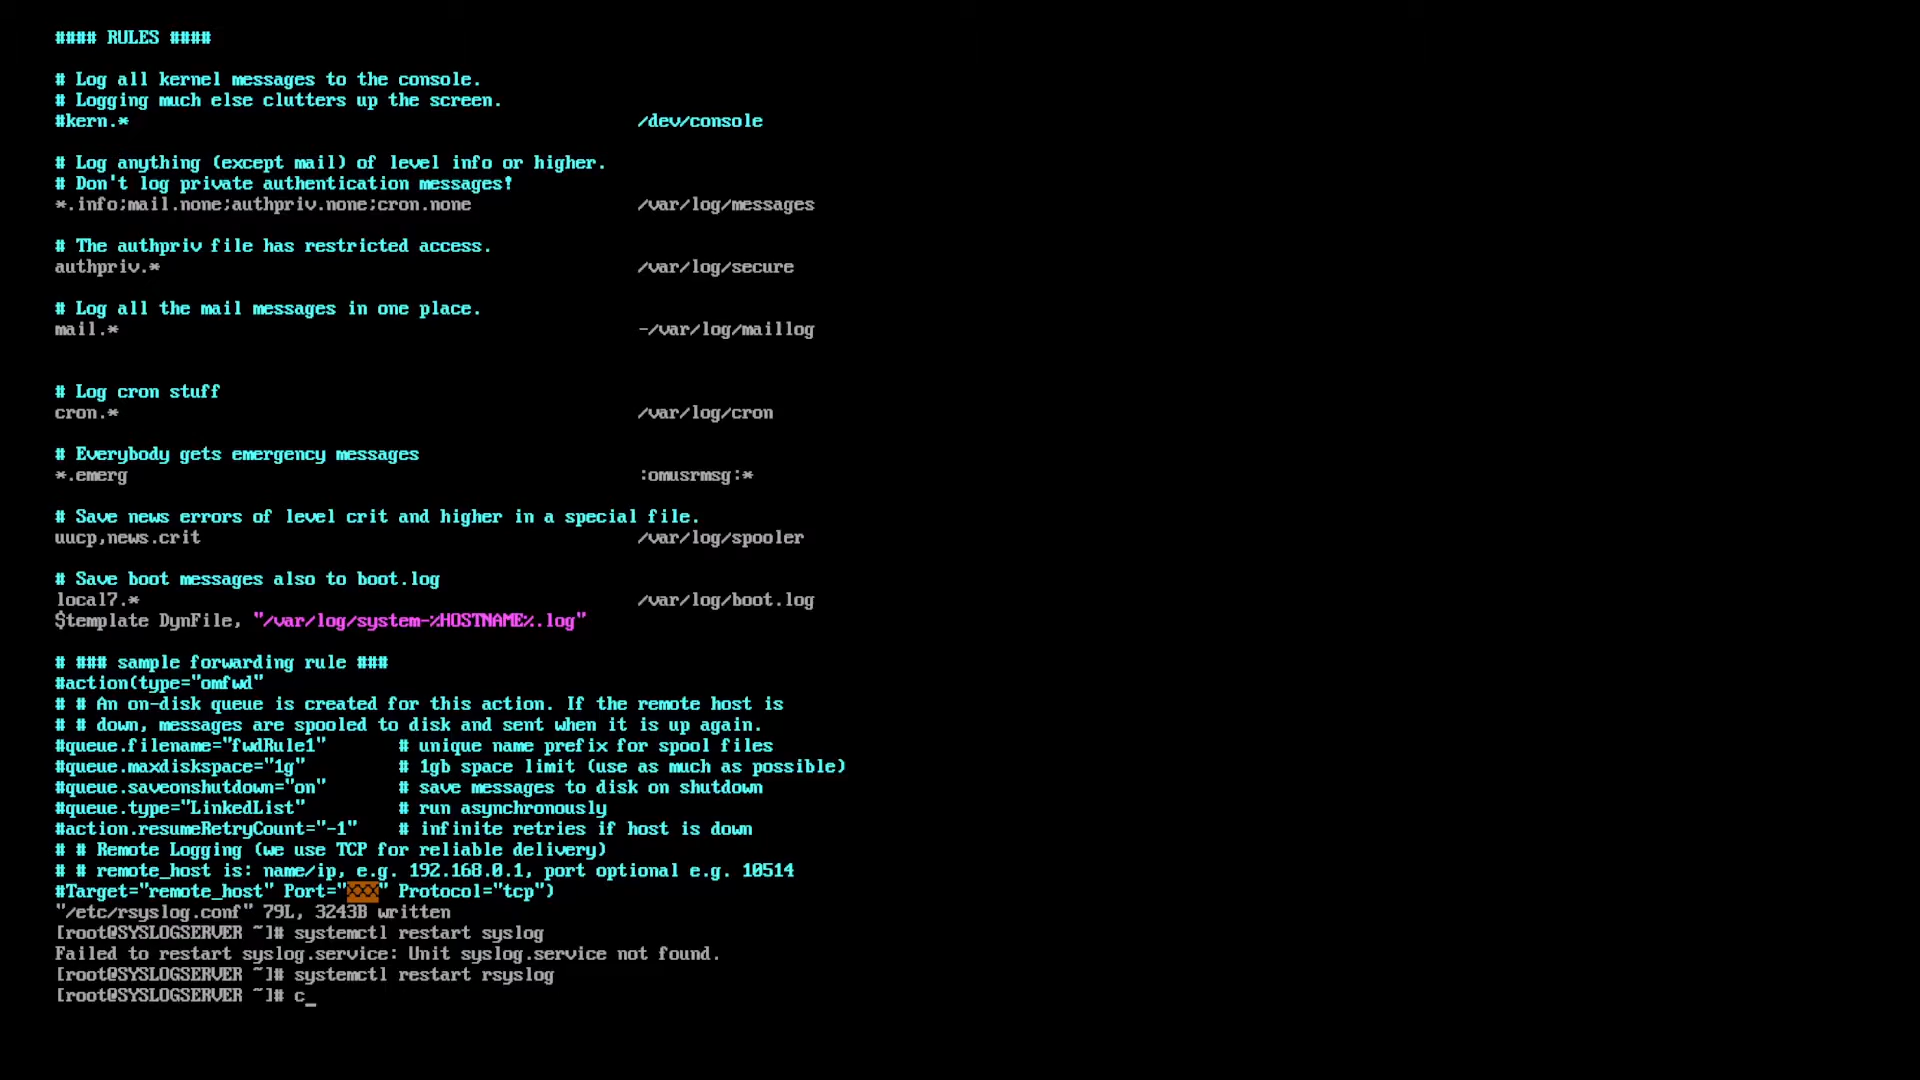 #### RULES ####
# Log all kernel messages to the console.
# Logging much else clutters up the screen.
#kern.* /dev/console
# Log anything (except mail) of level info or higher.
# Don't log private authentication messages!
*.info;mail.none;authpriv.none;cron.none /var/log/messages
# The authpriv file has restricted access.
authpriv.* /var/log/secure
# Log all the mail messages in one place.
mail.* -/var/log/maillog
# Log cron stuff
cron.* /var/log/cron
# Everybody gets emergency messages
*.emerg :omusrmsg:*
# Save news errors of level crit and higher in a special file.
uucp,news.crit /var/log/spooler
# Save boot messages also to boot.log
local7.* /var/log/boot.log
$template DynFile, "/var/log/system-%HOSTNAME%.log"
# ### sample forwarding rule ###
#action(type="omfwd"
# # An on-disk queue is created for this action. If the remote host is
# # down, messages are spooled to disk and sent when it is up again.
#queue.filename="fwdRule1" # unique name prefix for spool files
#queue.maxdiskspace="1g" # 1gb space limit (use as much as possible)
#queue.saveonshutdown="on" # save messages to disk on shutdown
#queue.type="LinkedList" # run asynchronously
#action.resumeRetryCount="-1" # infinite retries if host is down
# # Remote Logging (we use TCP for reliable delivery)
# # remote_host is: name/ip, e.g. 192.168.0.1, port optional e.g. 10514
#Target="remote_host" Port="XXX" Protocol="tcp")
"/etc/rsyslog.conf" 79L, 3243B written
[root@SYSLOGSERVER ~]# systemctl restart syslog
Failed to restart syslog.service: Unit syslog.service not found.
[root@SYSLOGSERVER ~]# systemctl restart rsyslog
[root@SYSLOGSERVER ~]# c_